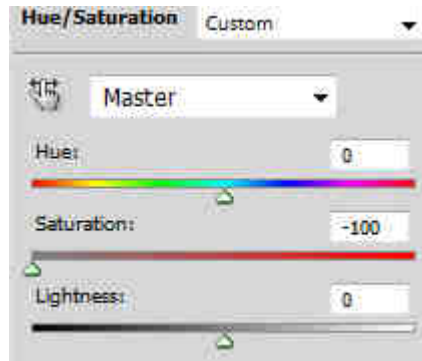 Hue/Saturation Custom
Master
Hue: 0
Saturation: -100
Lightness: 0